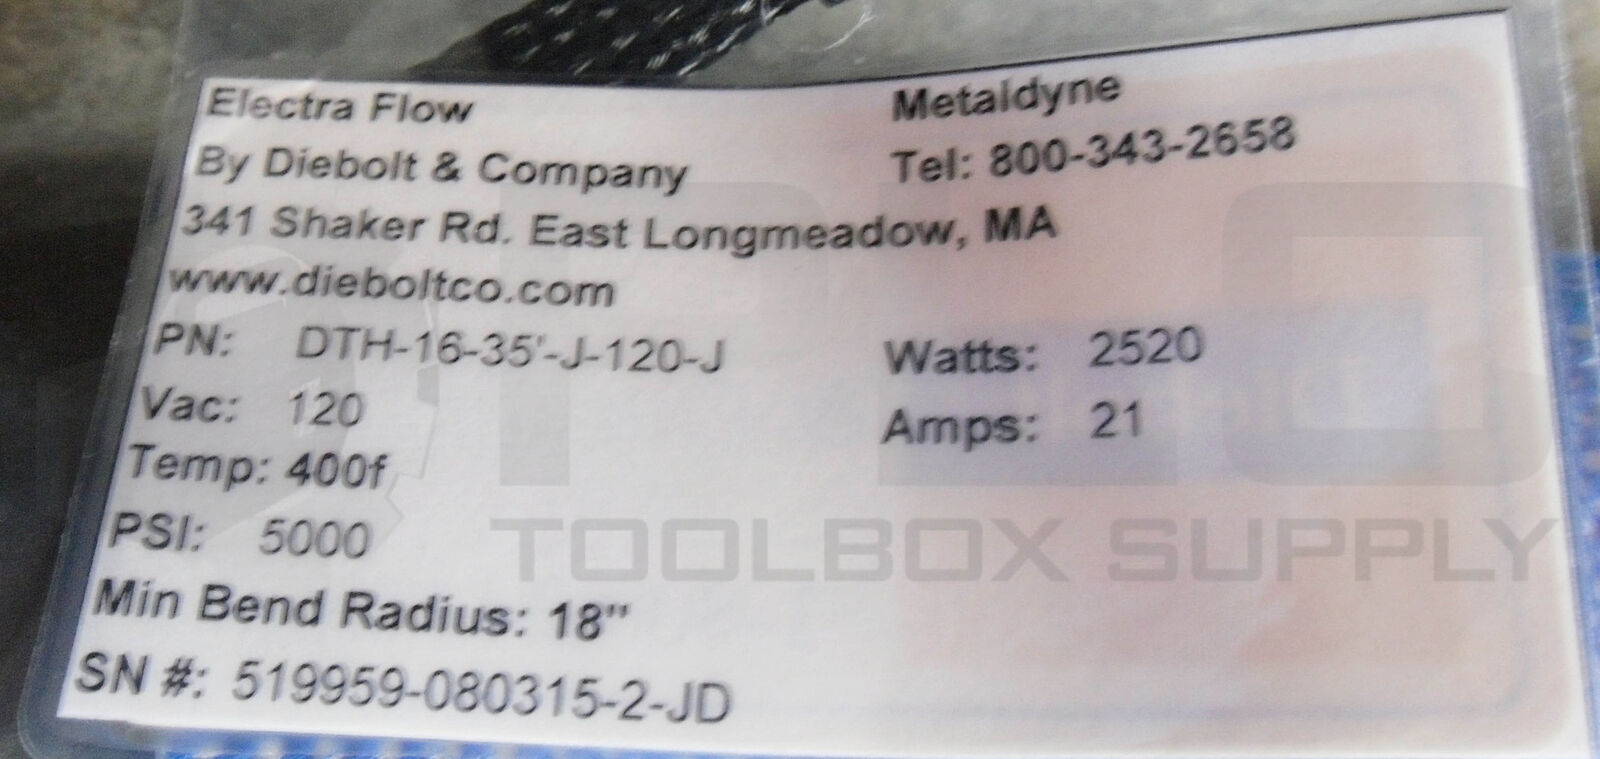 Electra Flow
Metaldyne
By Diebolt & Company
Tel: 800-343-2658
341 Shaker Rd. East Longmeadow, MA
www.dieboltco.com
PN: DTH-16-35'-J-120-J
Watts: 2520
Vac: 120
Amps: 21
Temp: 400f
PSI: 5000
Min Bend Radius: 18"
SN #: 519959-080315-2-JD
PLC
TOOLBOX SUPPLY